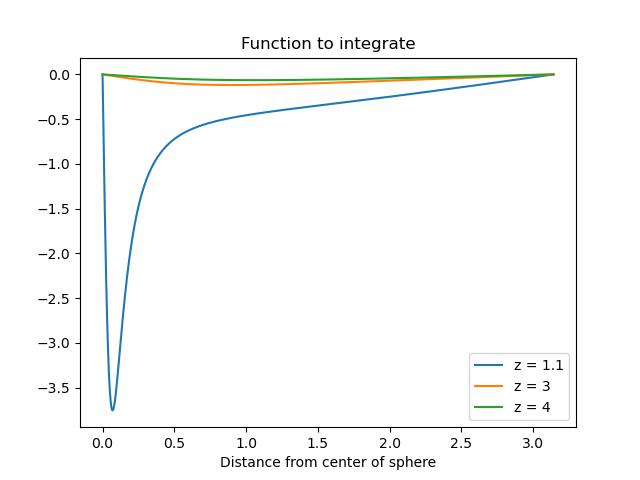 Function to integrate
0.0
−0.5
−1.0
−1.5
−2.0
−2.5
−3.0
−3.5
z = 1.1
z = 3
z = 4
0.0 0.5 1.0 1.5 2.0 2.5 3.0
Distance from center of sphere